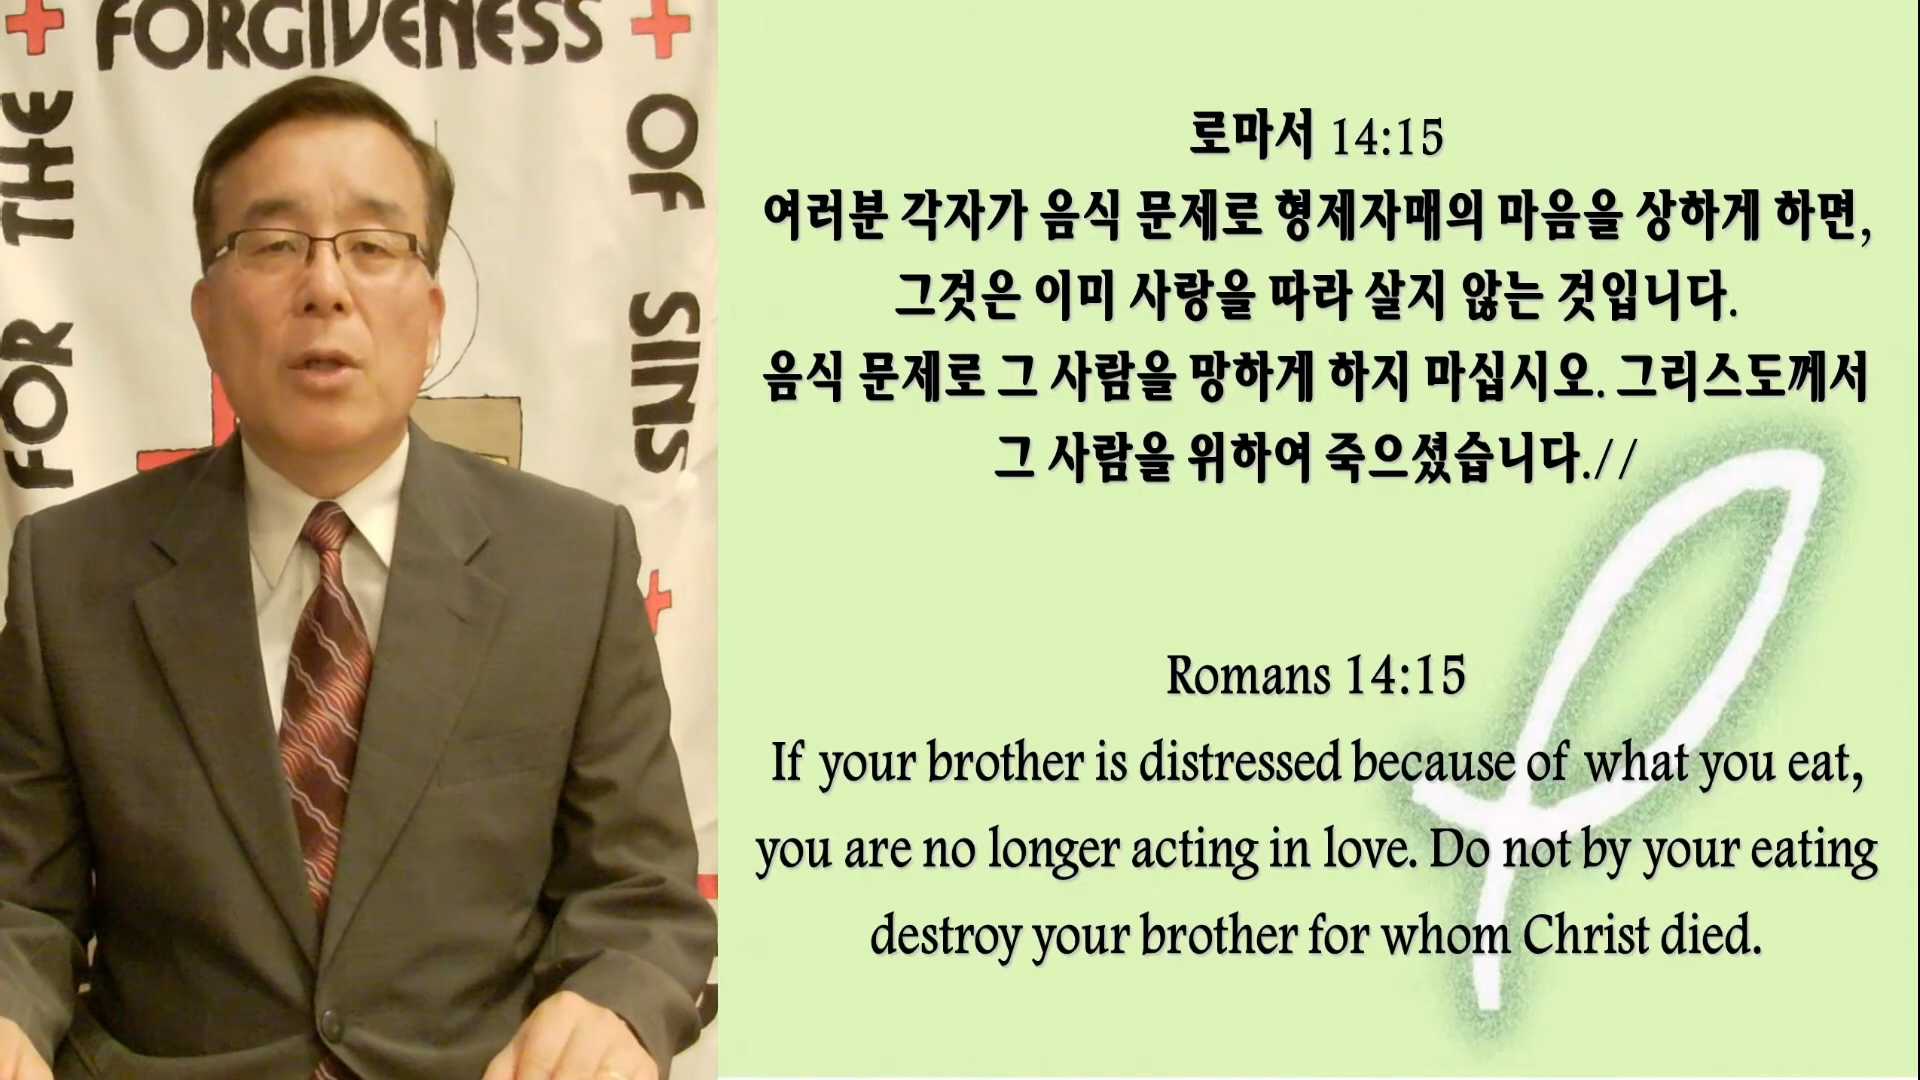 FORGIVENESS
FOR THE
OF SINS
로마서 14:15
여러분 각자가 음식 문제로 형제자매의 마음을 상하게 하면,
그것은 이미 사랑을 따라 살지 않는 것입니다.
음식 문제로 그 사람을 망하게 하지 마십시오. 그리스도께서
그 사람을 위하여 죽으셨습니다.//
Romans 14:15
If your brother is distressed because of what you eat,
you are no longer acting in love. Do not by your eating
destroy your brother for whom Christ died.